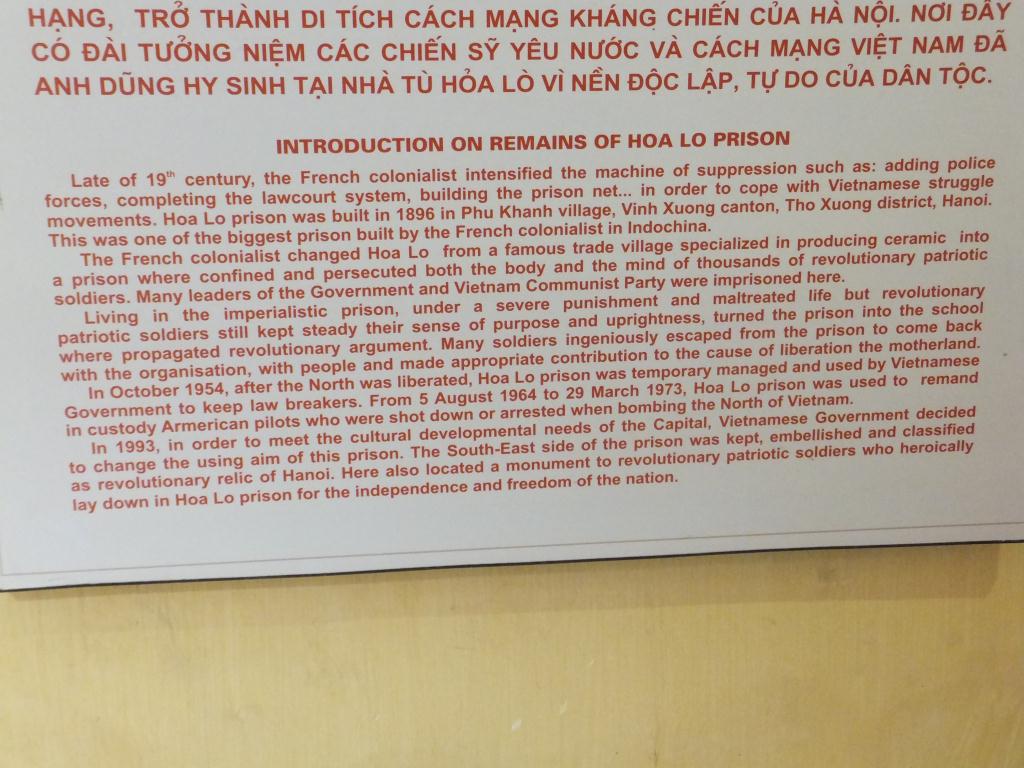 HẠNG, TRỞ THÀNH DI TÍCH CÁCH MẠNG KHÁNG CHIẾN CỦA HÀ NỘI. NƠI ĐÂY
CÓ ĐÀI TƯỞNG NIỆM CÁC CHIẾN SỸ YÊU NƯỚC VÀ CÁCH MẠNG VIỆT NAM ĐÃ
ANH DŨNG HY SINH TẠI NHÀ TÙ HỎA LÒ VÌ NỀN ĐỘC LẬP, TỰ DO CỦA DÂN TỘC.
INTRODUCTION ON REMAINS OF HOA LO PRISON
Late of 19th century, the French colonialist intensified the machine of suppression such as: adding police
forces, completing the lawcourt system, building the prison net... in order to cope with Vietnamese struggle
movements. Hoa Lo prison was built in 1896 in Phu Khanh village, Vinh Xuong canton, Tho Xuong district, Hanoi.
This was one of the biggest prison built by the French colonialist in Indochina.
The French colonialist changed Hoa Lo from a famous trade village specialized in producing ceramic into
a prison where confined and persecuted both the body and the mind of thousands of revolutionary patriotic
soldiers. Many leaders of the Government and Vietnam Communist Party were imprisoned here.
Living in the imperialistic prison, under a severe punishment and maltreated life but revolutionary
patriotic soldiers still kept steady their sense of purpose and uprightness, turned the prison into the school
where propagated revolutionary argument. Many soldiers ingeniously escaped from the prison to come back
with the organisation, with people and made appropriate contribution to the cause of liberation the motherland.
In October 1954, after the North was liberated, Hoa Lo prison was temporary managed and used by Vietnamese
Government to keep law breakers. From 5 August 1964 to 29 March 1973, Hoa Lo prison was used to remand
in custody Armerican pilots who were shot down or arrested when bombing the North of Vietnam.
In 1993, in order to meet the cultural developmental needs of the Capital, Vietnamese Government decided
to change the using aim of this prison. The South-East side of the prison was kept, embellished and classified
as revolutionary relic of Hanoi. Here also located a monument to revolutionary patriotic soldiers who heroically
lay down in Hoa Lo prison for the independence and freedom of the nation.